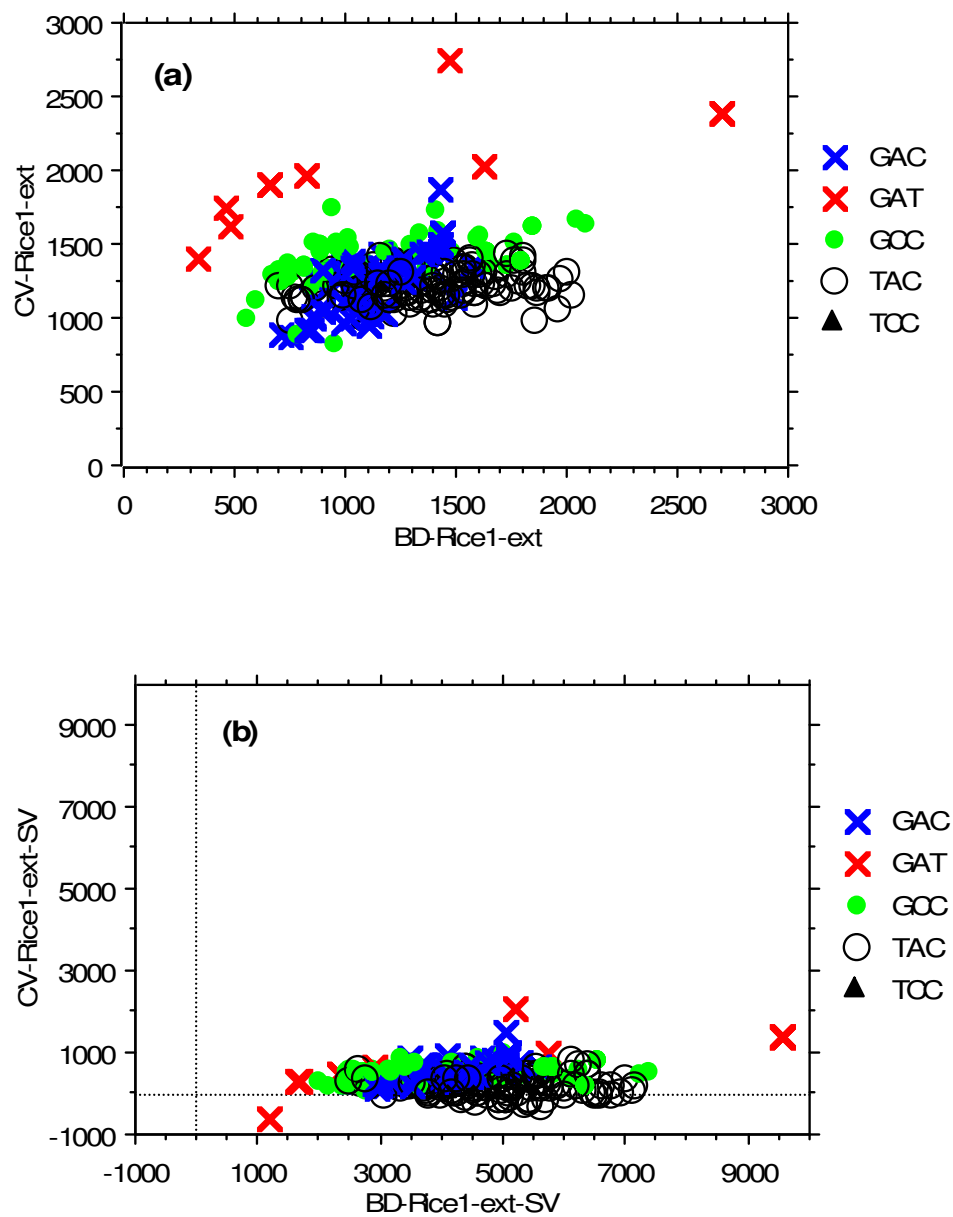 (a)
3000
2500
2000
1500
1000
500
0
CV-Rice1-ext
0 500 1000 1500 2000 2500 3000
BD-Rice1-ext
GAC
GAT
GCC
TAC
TCC
(b)
9000
7000
5000
3000
1000
-1000
CV-Rice1-ext-SV
-1000 1000 3000 5000 7000 9000
BD-Rice1-ext-SV
GAC
GAT
GCC
TAC
TCC